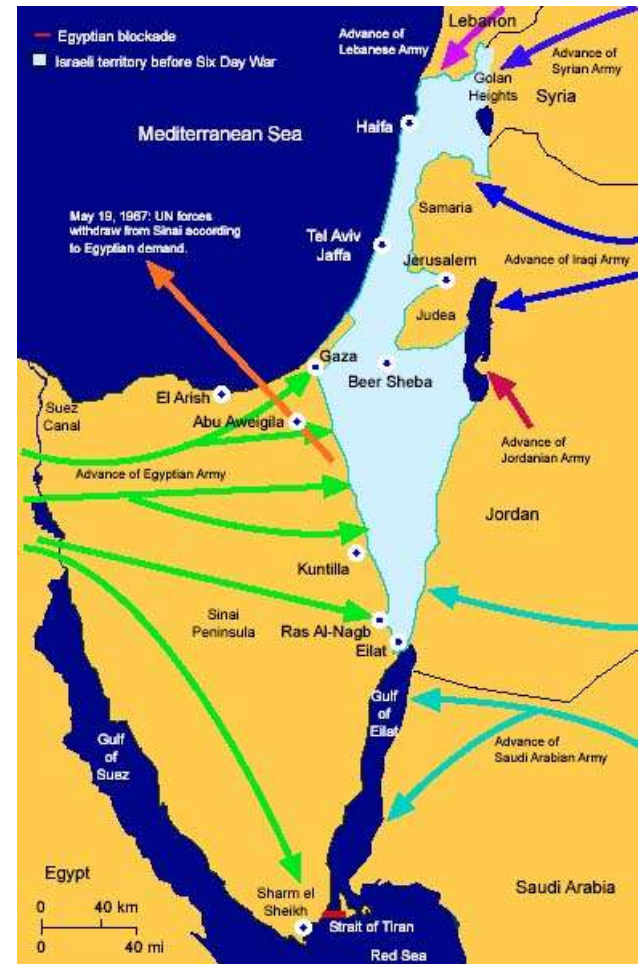 Egyptian blockade
Israeli territory before Six Day War
Advance of
Lebanese Army
Lebanon
Advance of
Syrian Army
Golan
Heights
Syria
Haifa
Mediterranean Sea
May 19, 1967: UN forces
withdraw from Sinai according
to Egyptian demand.
Samaria
Tel Aviv
Jaffa
Jerusalem
Advance of Iraqi Army
Judea
Gaza
Beer Sheba
El Arish
Suez
Canal
Abu Aweigila
Advance of
Jordanian Army
Advance of Egyptian Army
Jordan
Kuntilla
Sinai
Peninsula
Ras Al-Nagb
Eilat
Gulf
of
Eilat
Gulf
of
Suez
Advance of
Saudi Arabian Army
Egypt
Sharm el
Sheikh
Saudi Arabia
0 40 km
0 40 mi
Strait of Tiran
Red Sea